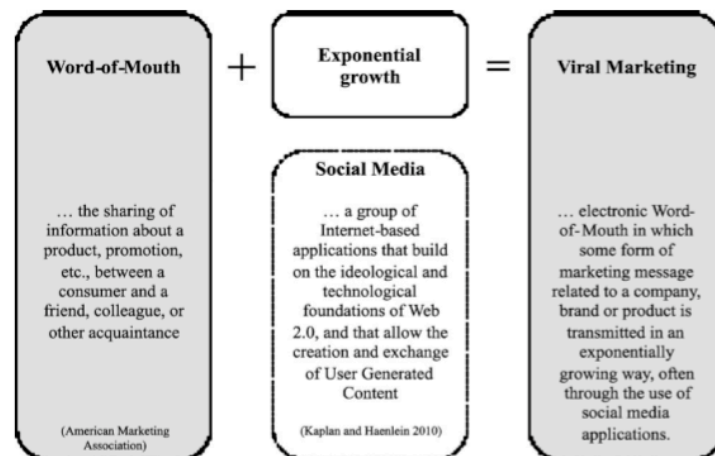 Word-of-Mouth
… the sharing of
information about a
product, promotion,
etc., between a
consumer and a
friend, colleague, or
other acquaintance
(American Marketing
Association)
+
Exponential
growth
Social Media
… a group of
Internet-based
applications that build
on the ideological and
technological
foundations of Web
2.0, and that allow the
creation and exchange
of User Generated
Content
(Kaplan and Haenlein 2010)
=
Viral Marketing
… electronic Word-
of-Mouth in which
some form of
marketing message
related to a company,
brand or product is
transmitted in an
exponentially
growing way, often
through the use of
social media
applications.